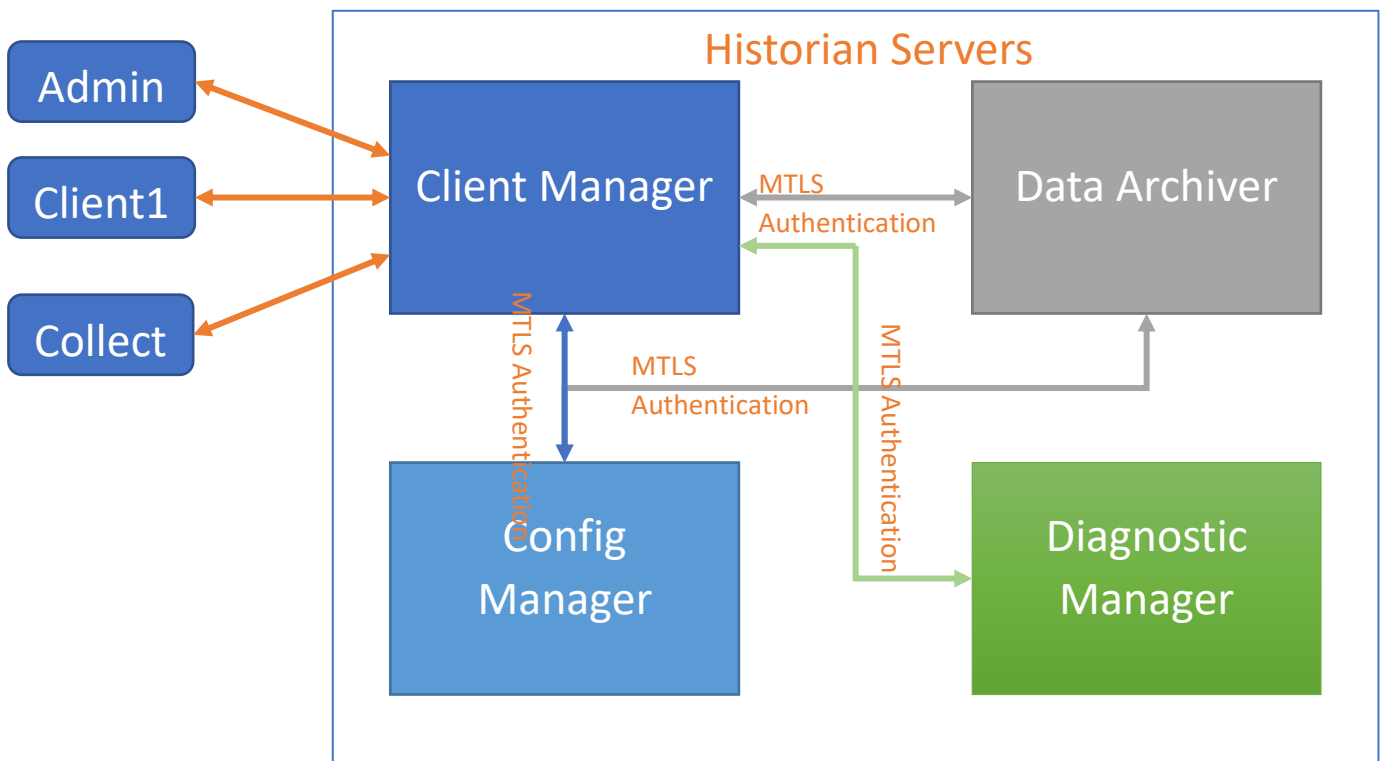 Historian Servers
Admin
Client1
Collect
Client Manager
MTLS
Authentication
Data Archiver
MTLS Authentication
MTLS
Authentication
MTLS Authentication
Config
Manager
Diagnostic
Manager